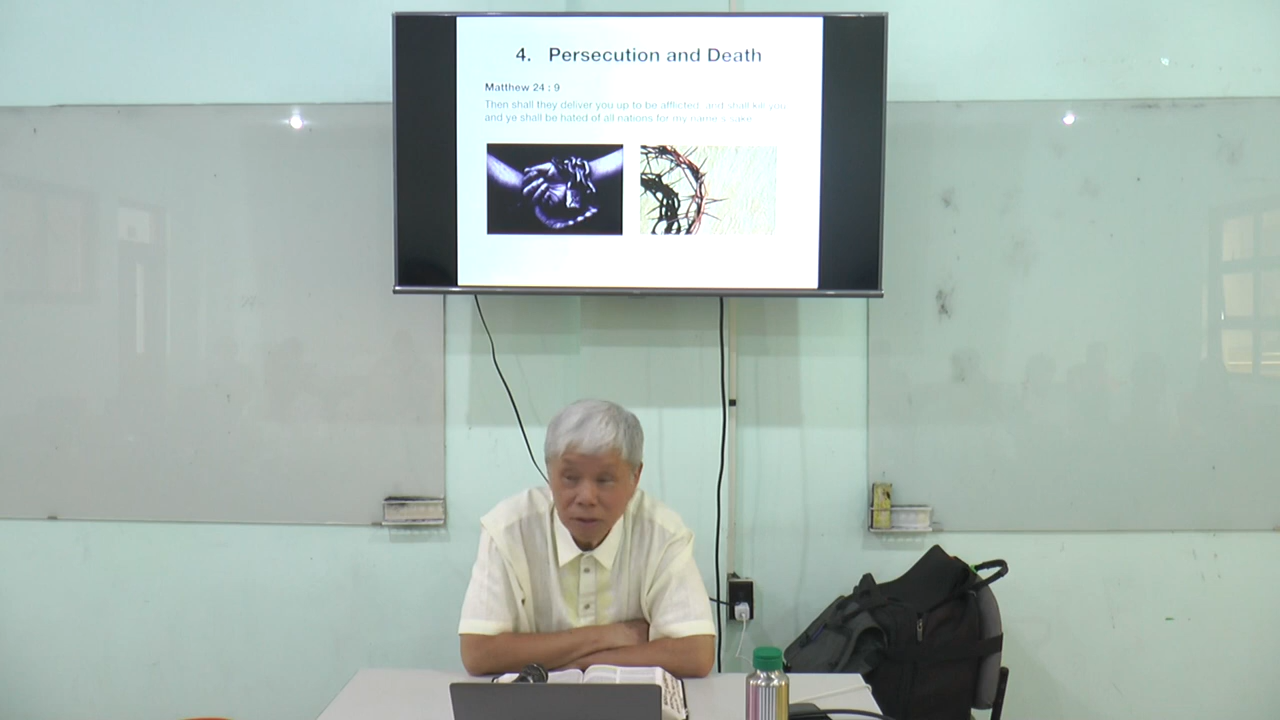 4. Persecution and Death
Matthew 24 : 9
Then shall they deliver you up to be afflicted, and shall kill you
and ye shall be hated of all nations for my name's sake